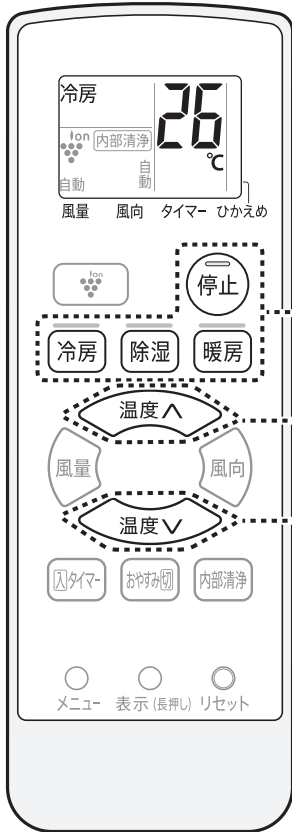 冷房 26℃
ion 内部清浄
自動 自動
風量 風向 タイマー ひかえめ
ion 停止
冷房 除湿 暖房
温度∧
風量 風向
温度∨
入タイマー おやすみ切 内部清浄
メニュー 表示(長押し) リセット